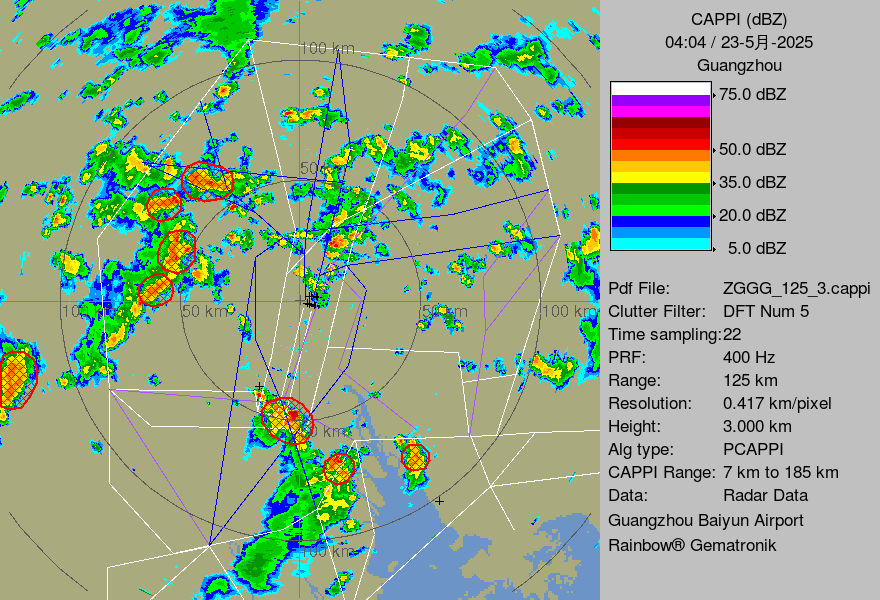 CAPPI (dBZ)
04:04 / 23-5月-2025
Guangzhou
75.0 dBZ
50.0 dBZ
35.0 dBZ
20.0 dBZ
5.0 dBZ
Pdf File: ZGGG_125_3.cappi
Clutter Filter: DFT Num 5
Time sampling:22
PRF: 400 Hz
Range: 125 km
Resolution: 0.417 km/pixel
Height: 3.000 km
Alg type: PCAPPI
CAPPI Range: 7 km to 185 km
Data: Radar Data
Guangzhou Baiyun Airport
Rainbow® Gematronik
100 km
50
100 50 km 50 km 100 km
0 km
100 km